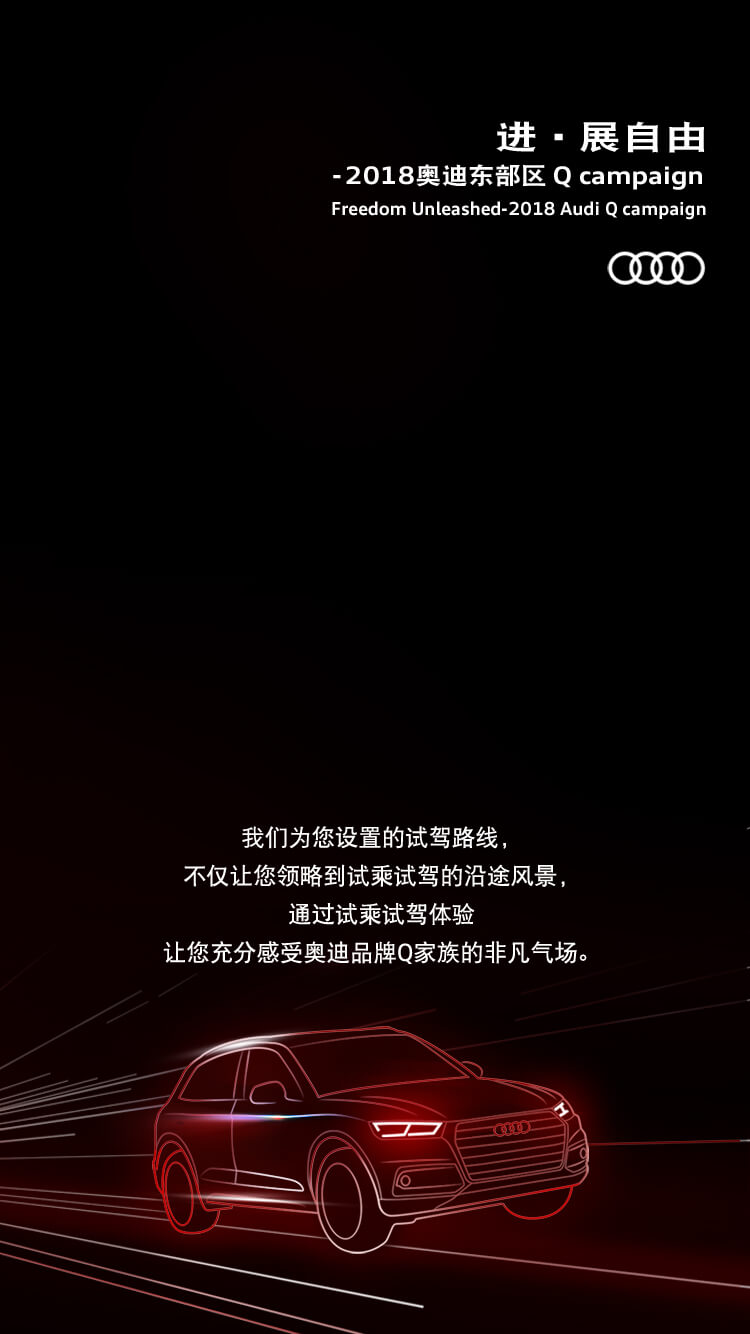 进·展自由
-2018奥迪东部区 Q campaign
Freedom Unleashed-2018 Audi Q campaign
我们为您设置的试驾路线，
不仅让您领略到试乘试驾的沿途风景，
通过试乘试驾体验
让您充分感受奥迪品牌Q家族的非凡气场。